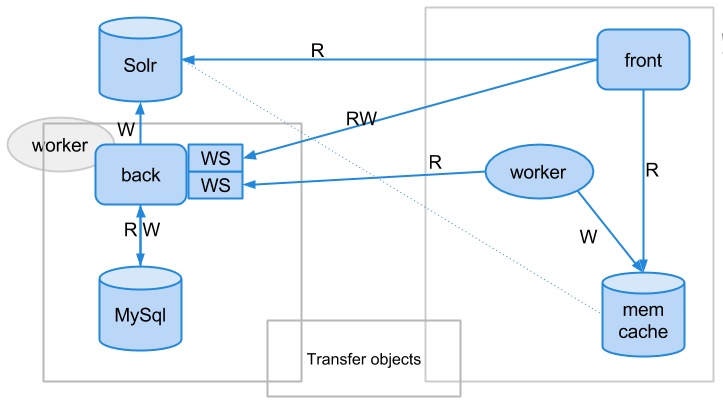 Solr
R
front
RW
worker
W
back
WS
WS
R
worker
R
R W
W
MySql
mem
cache
Transfer objects